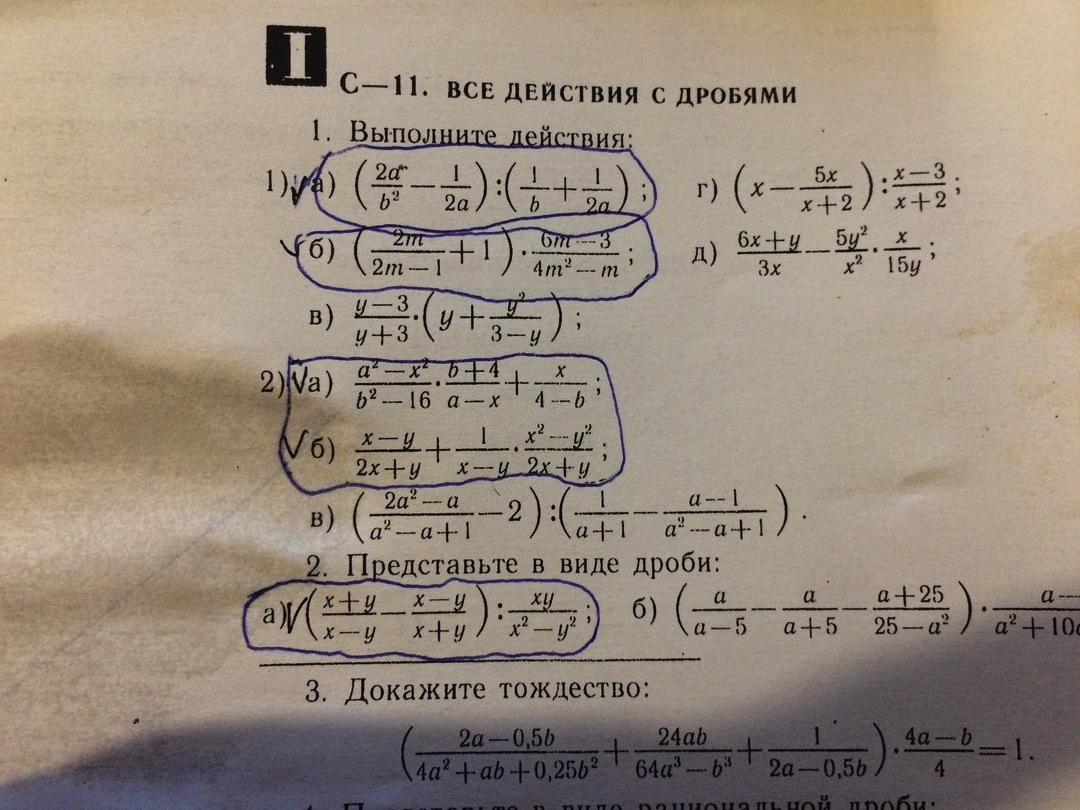 I
С—11. ВСЕ ДЕЙСТВИЯ С ДРОБЯМИ
1. Выполните действия:
1) а) (2a/b² − 1/2a) : (1/b + 1/2a); г) (x − 5x/(x+2)) : (x−3)/(x+2);
б) (2m/(2m−1) + 1) · (6m−3)/(4m²−m); д) (6x+y)/3x − 5y²/x² · x/15y;
в) (y−3)/(y+3) · (y + y²/(3−y));
2) а) (a²−x²)/(b²−16) · (b+4)/(a−x) + x/(4−b);
б) (x−y)/(2x+y) + 1/(x−y) · (x²−y²)/(2x+y);
в) ((2a²−a)/(a²−a+1) − 2) : (1/(a+1) − (a−1)/(a²−a+1)).
2. Представьте в виде дроби:
а) ((x+y)/(x−y) − (x−y)/(x+y)) : xy/(x²−y²); б) (a/(a−5) − a/(a+5) − (a+25)/(25−a²)) · (a−/(a²+10a
3. Докажите тождество:
((2a−0,5b)/(4a²+ab+0,25b²) + 24ab/(64a³−b³) + 1/(2a−0,5b)) · (4a−b)/4 = 1.